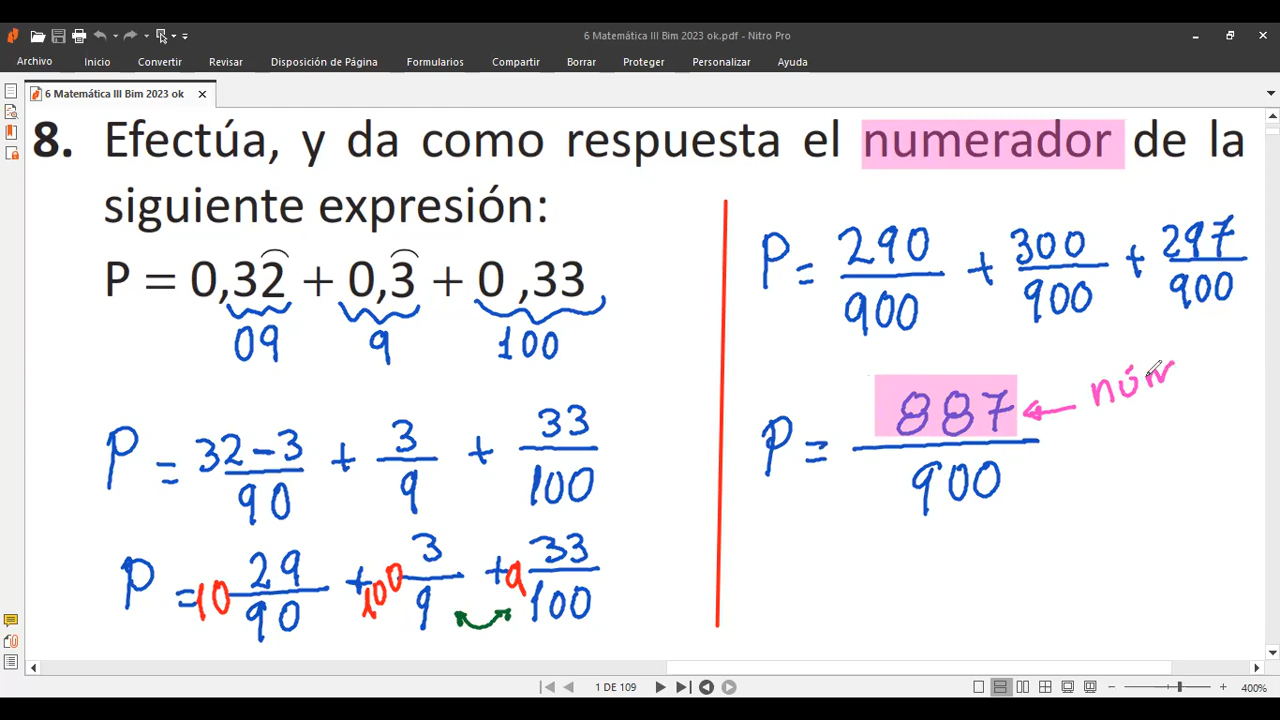 6 Matemática III Bim 2023 ok.pdf - Nitro Pro
Archivo Inicio Convertir Revisar Disposición de Página Formularios Compartir Borrar Proteger Personalizar Ayuda
6 Matemática III Bim 2023 ok
8. Efectúa, y da como respuesta el numerador de la
siguiente expresión:
P = 0,32 + 0,3 + 0 ,33
09 9 100
P = 32-3/90 + 3/9 + 33/100
P = 10 29/90 + 100 3/9 + 9 33/100
P = 290/900 + 300/900 + 297/900
P = 887/900 ← núm
1 DE 109
400%